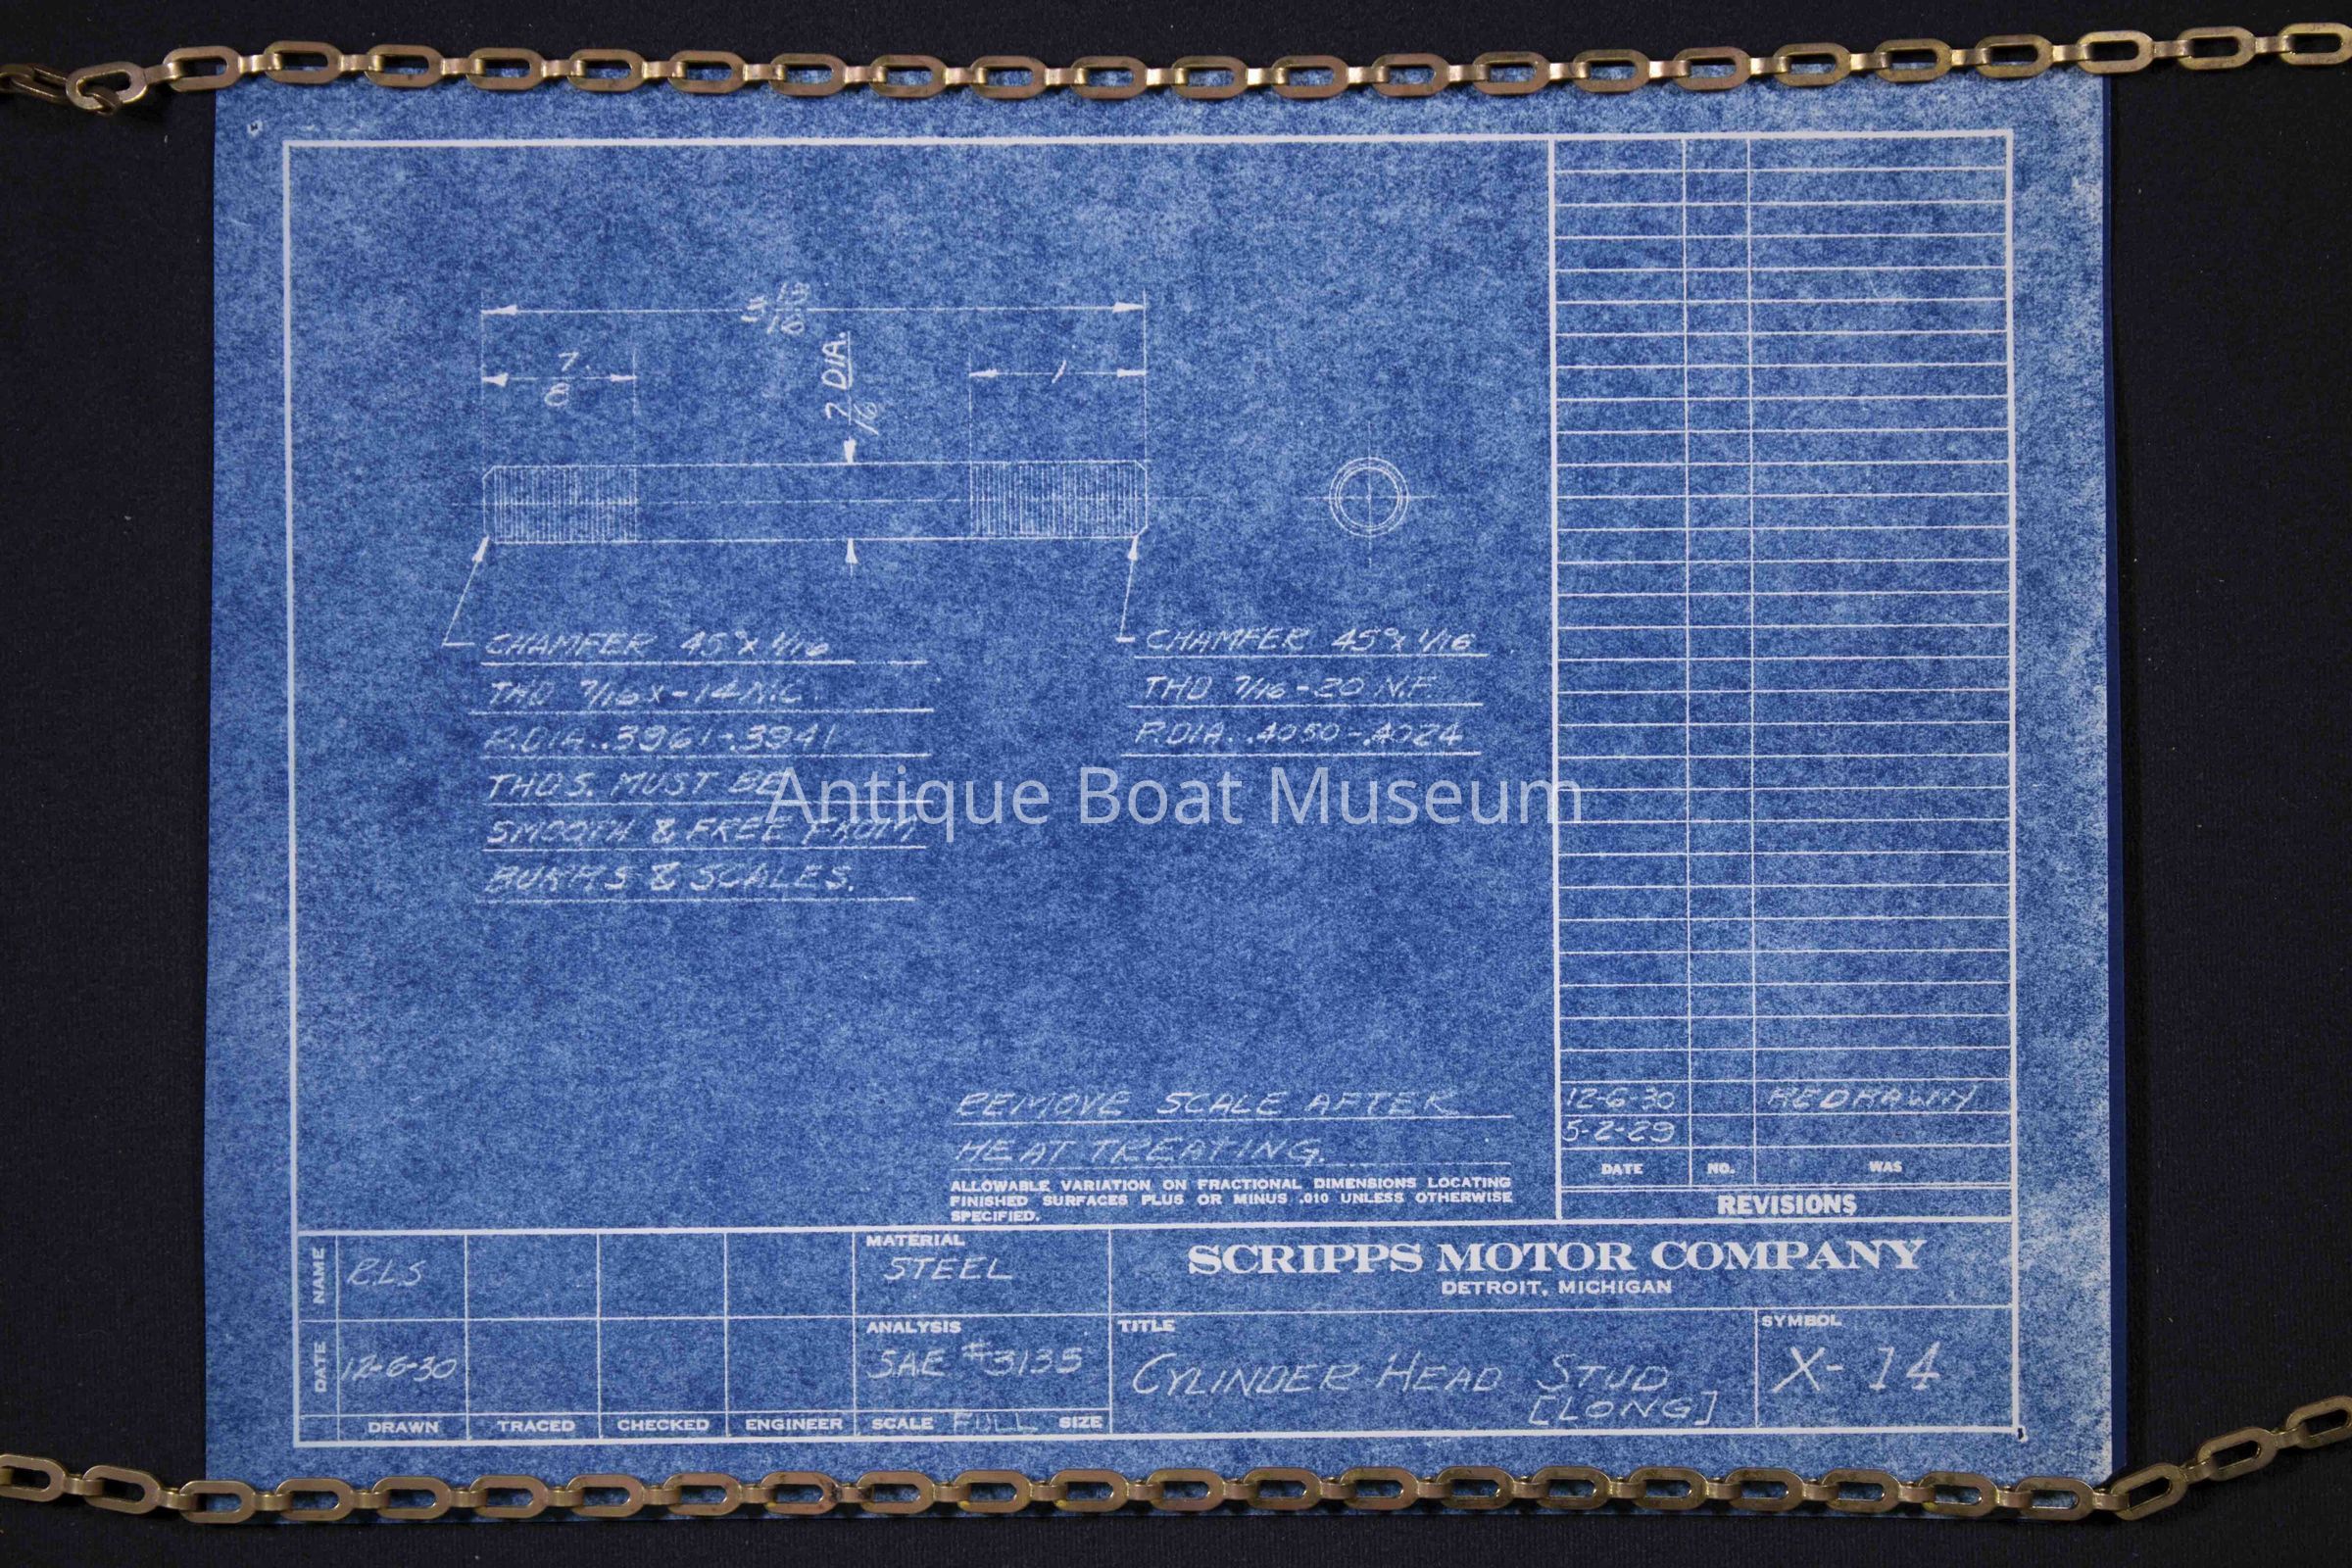 3 13/16
7/8
7/16 DIA.
1
CHAMFER 45° X 1/16
THD 7/16 X-14 N.C.
P.DIA. .3961-.3941
THDS. MUST BE
SMOOTH & FREE FROM
BURRS & SCALES.
CHAMFER 45° X 1/16
THD 7/16-20 N.F.
P.DIA. .4050-.4024
Antique Boat Museum
REMOVE SCALE AFTER
HEAT TREATING.
ALLOWABLE VARIATION ON FRACTIONAL DIMENSIONS LOCATING
FINISHED SURFACES PLUS OR MINUS .010 UNLESS OTHERWISE
SPECIFIED.
12-6-30 REDRAWN
5-2-29
DATE NO. WAS
REVISIONS
NAME R.L.S
DATE 12-6-30
DRAWN TRACED CHECKED ENGINEER
MATERIAL
STEEL
ANALYSIS
SAE #3135
SCALE FULL SIZE
SCRIPPS MOTOR COMPANY
DETROIT, MICHIGAN
TITLE
CYLINDER HEAD STUD
[LONG]
SYMBOL
X-14